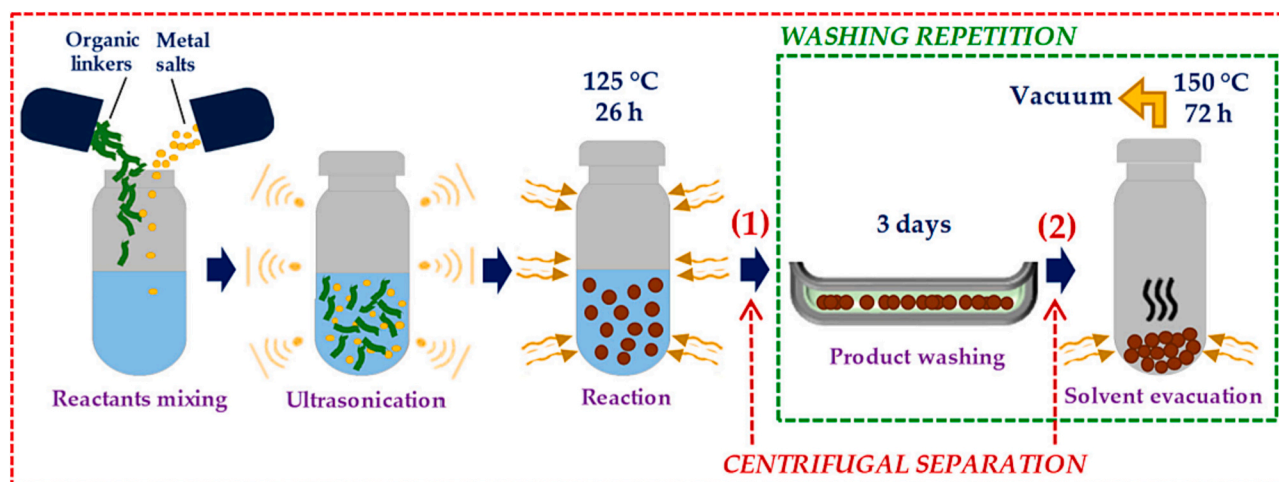 WASHING REPETITION
Organic
linkers
Metal
salts
125 °C
26 h
Vacuum
150 °C
72 h
(1)
3 days
(2)
Reactants mixing
Ultrasonication
Reaction
Product washing
Solvent evacuation
CENTRIFUGAL SEPARATION